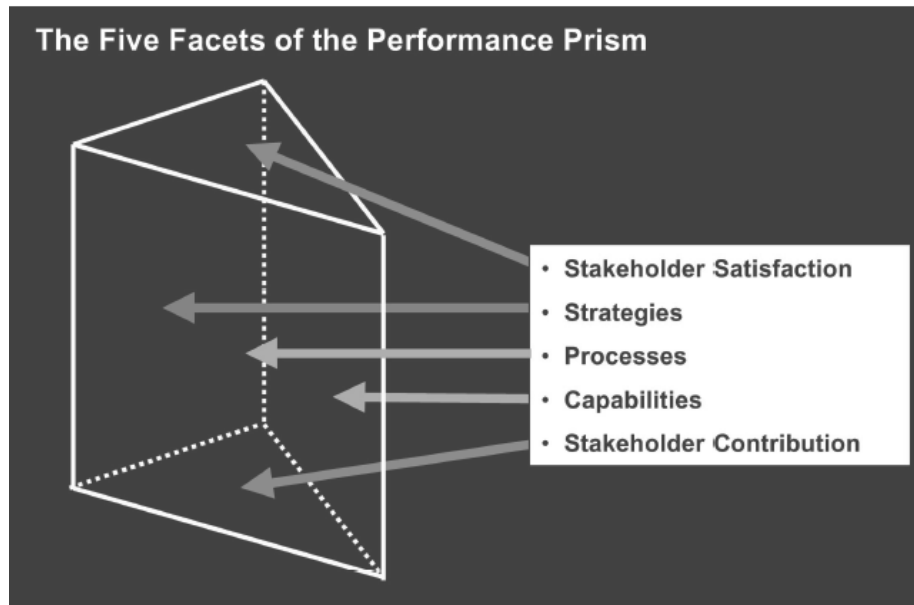 The Five Facets of the Performance Prism
• Stakeholder Satisfaction
• Strategies
• Processes
• Capabilities
• Stakeholder Contribution